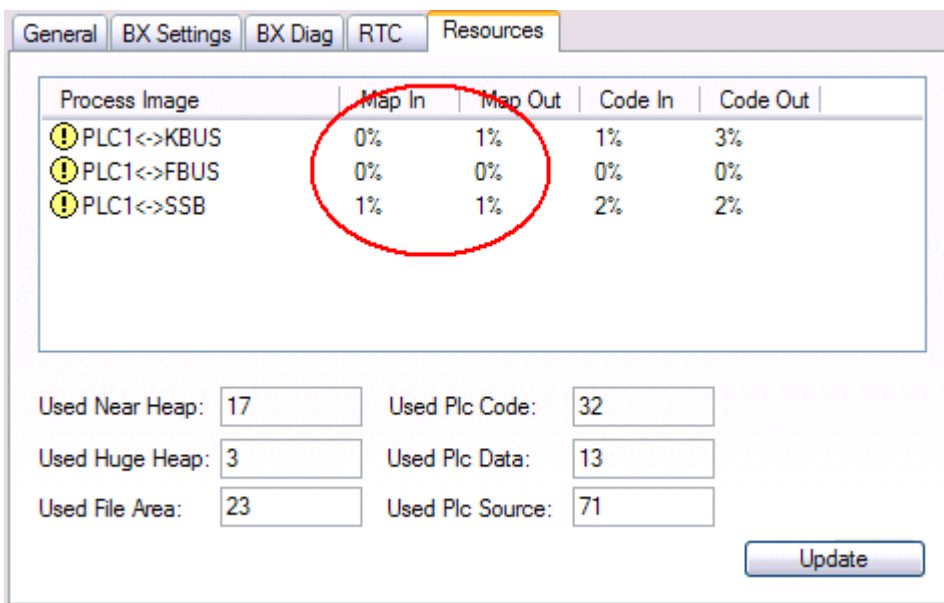 General BX Settings BX Diag RTC Resources
Process Image Map In Map Out Code In Code Out
PLC1<->KBUS 0% 1% 1% 3%
PLC1<->FBUS 0% 0% 0% 0%
PLC1<->SSB 1% 1% 2% 2%
Used Near Heap: 17 Used Plc Code: 32
Used Huge Heap: 3 Used Plc Data: 13
Used File Area: 23 Used Plc Source: 71
Update